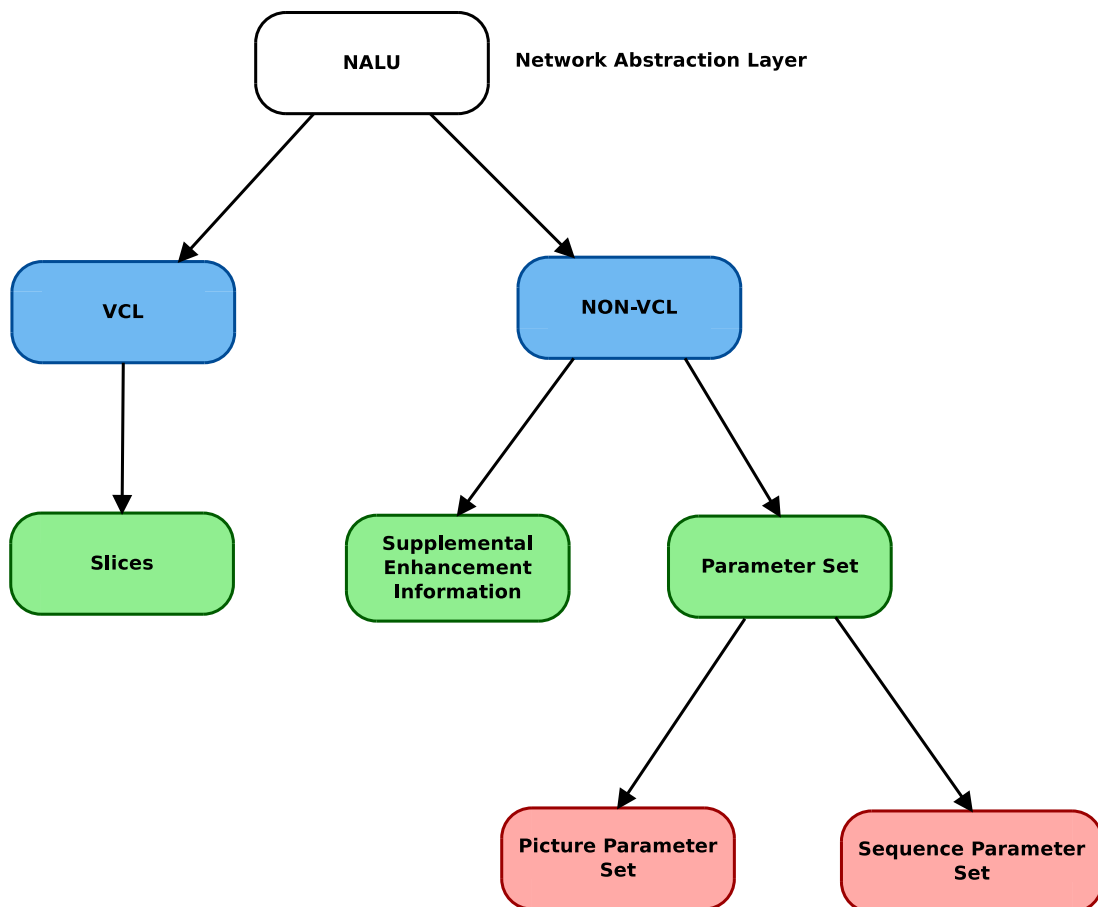 NALU
Network Abstraction Layer
VCL
NON-VCL
Slices
Supplemental
Enhancement
Information
Parameter Set
Picture Parameter
Set
Sequence Parameter
Set